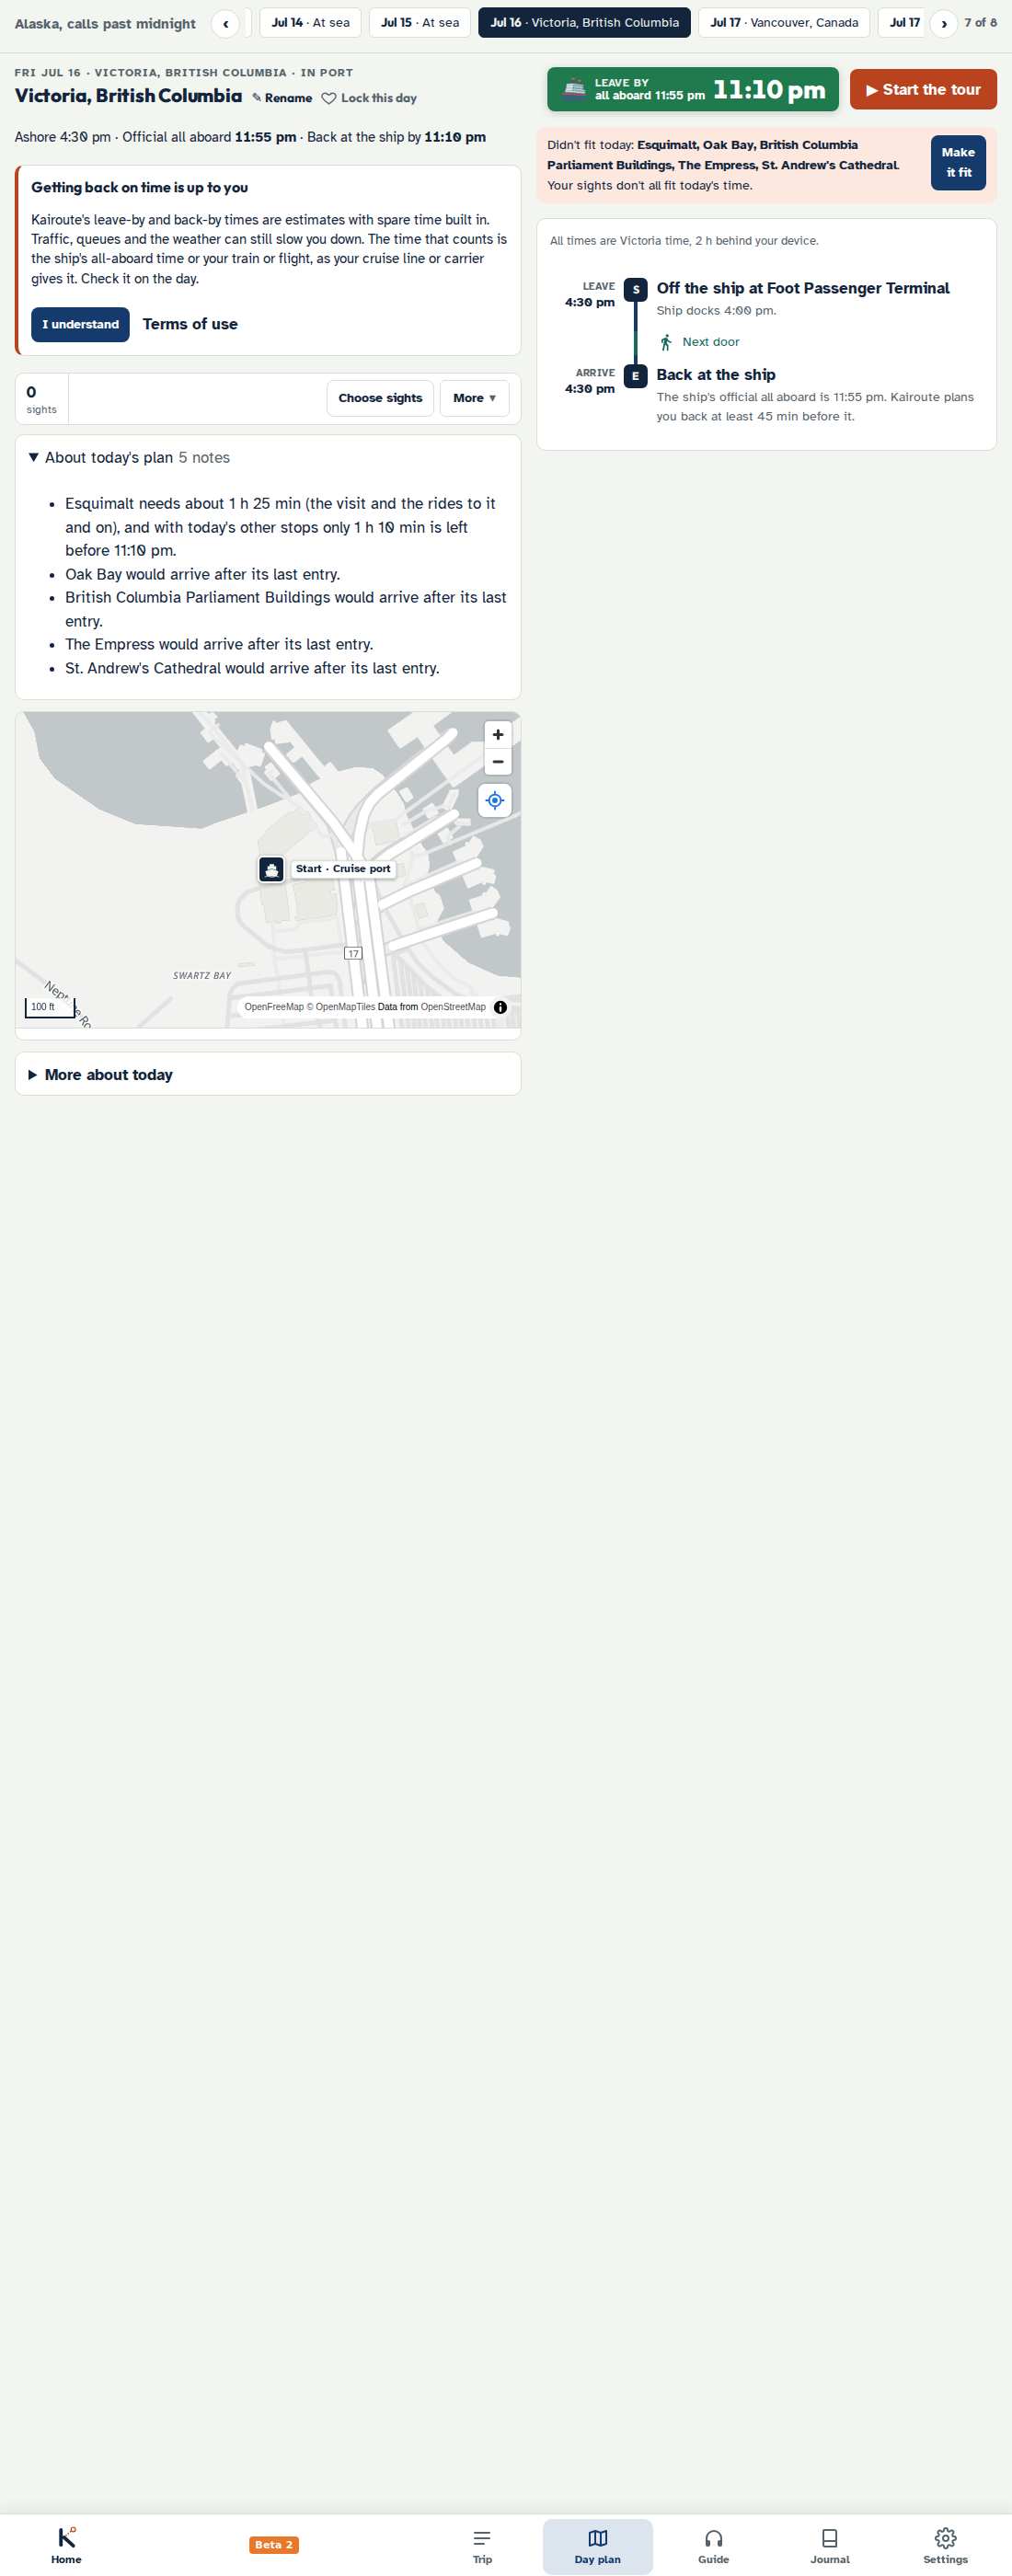 Alaska, calls past midnight
‹
Jul 14 · At sea
Jul 15 · At sea
Jul 16 · Victoria, British Columbia
Jul 17 · Vancouver, Canada
Jul 17
›
7 of 8
FRI JUL 16 · VICTORIA, BRITISH COLUMBIA · IN PORT
Victoria, British Columbia
✎ Rename
Lock this day
LEAVE BY
all aboard 11:55 pm
11:10 pm
▶ Start the tour
Ashore 4:30 pm · Official all aboard 11:55 pm · Back at the ship by 11:10 pm
Getting back on time is up to you
Kairoute's leave-by and back-by times are estimates with spare time built in.
Traffic, queues and the weather can still slow you down. The time that counts is
the ship's all-aboard time or your train or flight, as your cruise line or carrier
gives it. Check it on the day.
I understand
Terms of use
0
sights
Choose sights
More ▼
▼ About today's plan 5 notes
• Esquimalt needs about 1 h 25 min (the visit and the rides to it
and on), and with today's other stops only 1 h 10 min is left
before 11:10 pm.
• Oak Bay would arrive after its last entry.
• British Columbia Parliament Buildings would arrive after its last
entry.
• The Empress would arrive after its last entry.
• St. Andrew's Cathedral would arrive after its last entry.
+
−
Start · Cruise port
17
SWARTZ BAY
100 ft
OpenFreeMap © OpenMapTiles Data from OpenStreetMap
▶ More about today
Didn't fit today: Esquimalt, Oak Bay, British Columbia
Parliament Buildings, The Empress, St. Andrew's Cathedral.
Your sights don't all fit today's time.
Make
it fit
All times are Victoria time, 2 h behind your device.
LEAVE
4:30 pm
S
Off the ship at Foot Passenger Terminal
Ship docks 4:00 pm.
Next door
ARRIVE
4:30 pm
E
Back at the ship
The ship's official all aboard is 11:55 pm. Kairoute plans
you back at least 45 min before it.
Home
Beta 2
Trip
Day plan
Guide
Journal
Settings